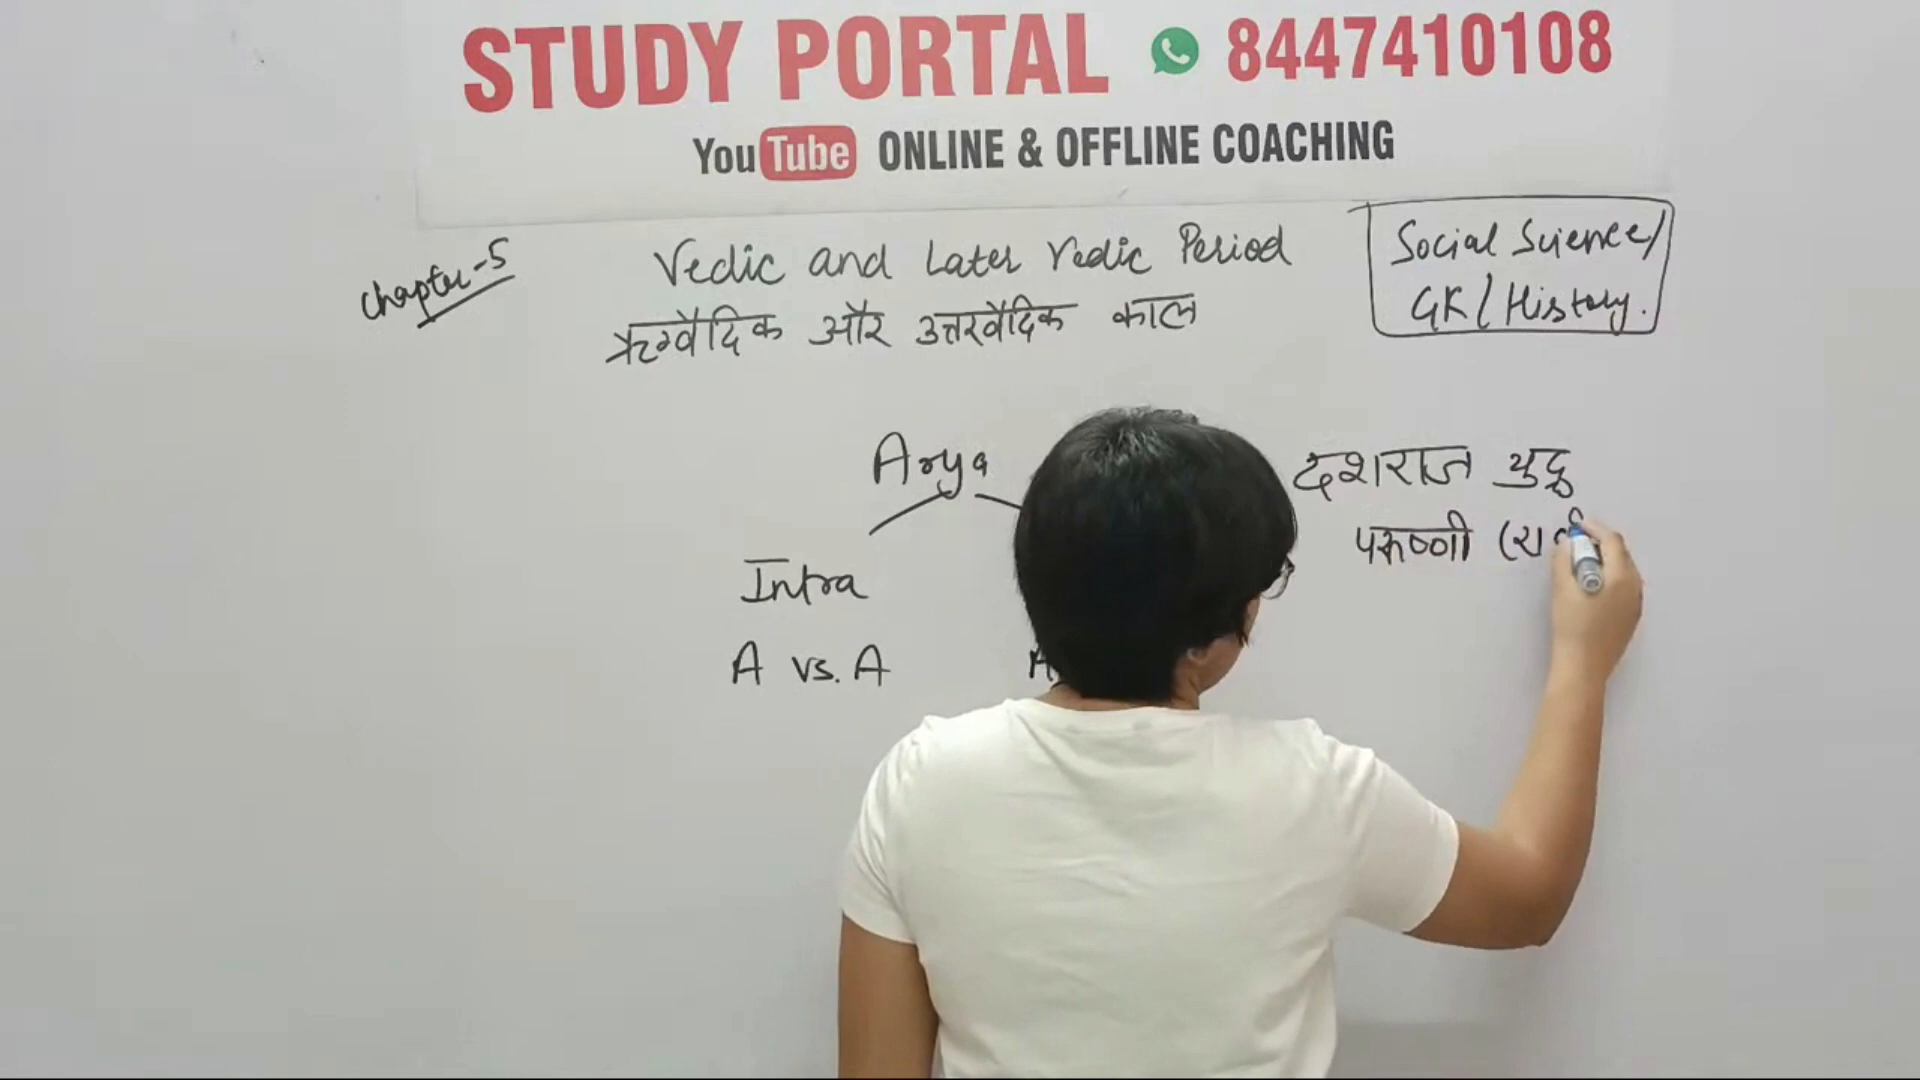 STUDY PORTAL 8447410108
YouTube ONLINE & OFFLINE COACHING
Chapter-5
Vedic and Later Vedic Period
ऋग्वैदिक और उत्तरवैदिक काल
Social Science/
GK/History.
Arya
Intra
A vs. A
A
दशराज युद्ध
परूष्णी (रा